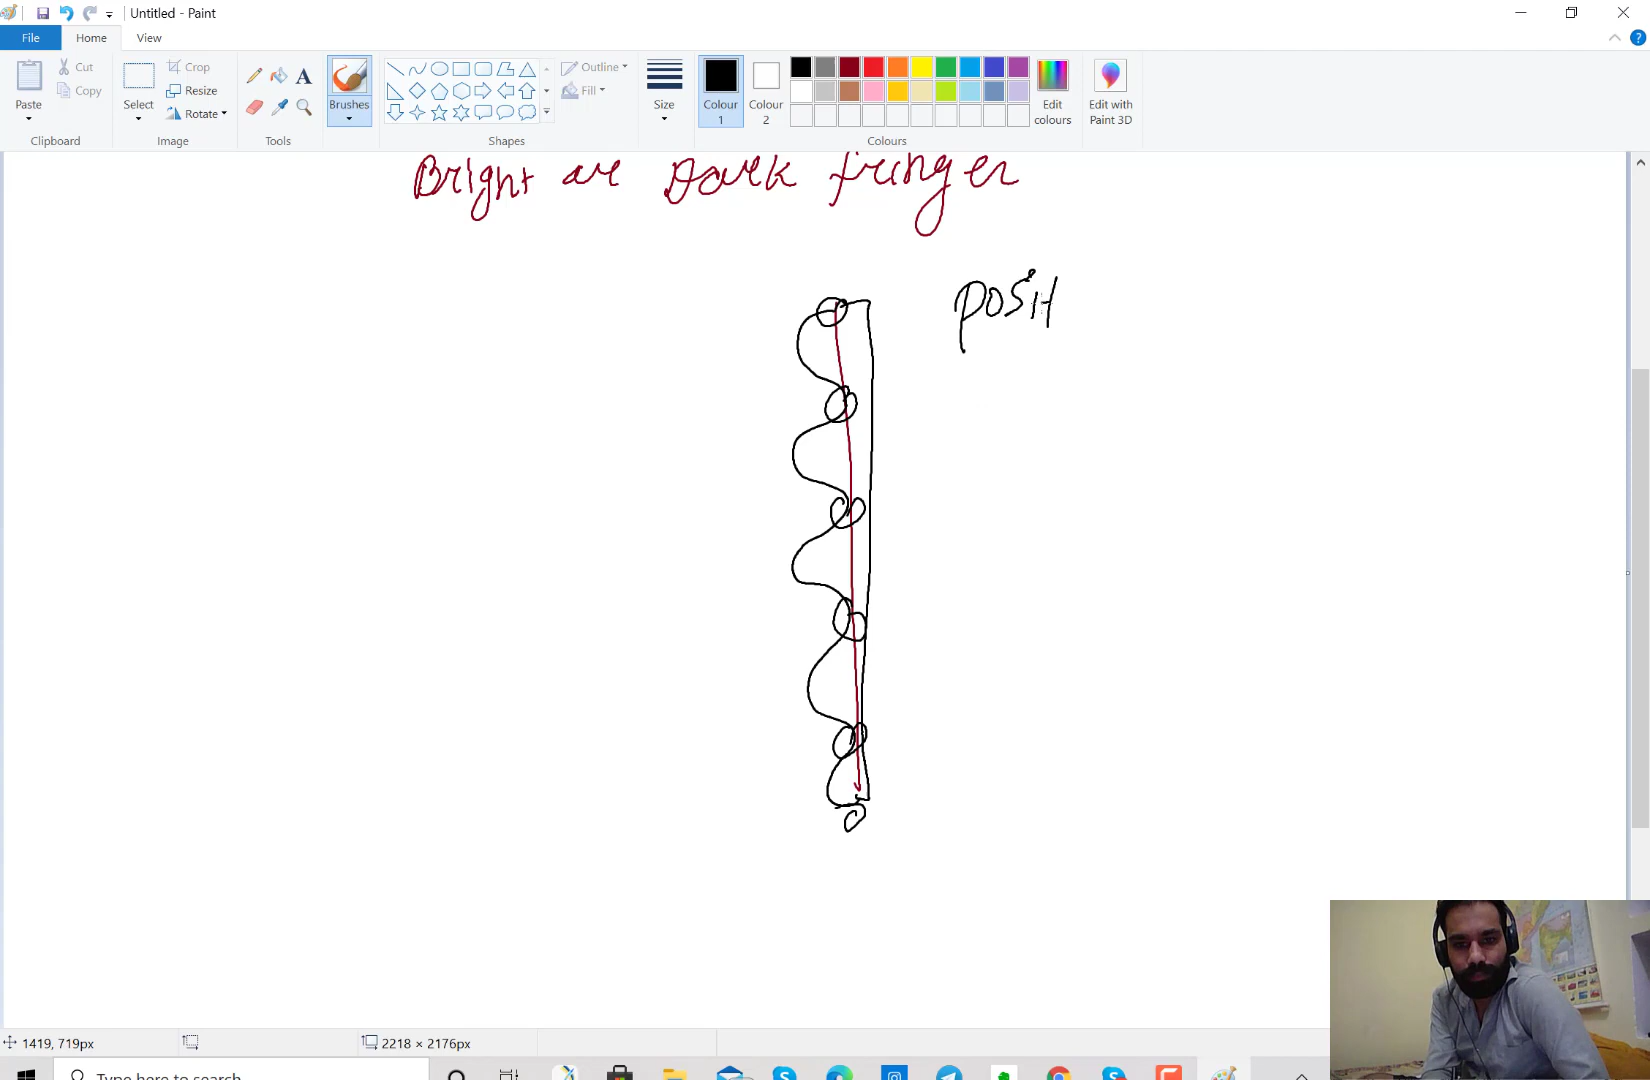 Untitled - Paint
File Home View
Paste
Cut
Copy
Clipboard
Select
Crop
Resize
Rotate
Image
Tools
Brushes
Outline
Fill
Shapes
Size
Colour 1
Colour 2
Edit colours
Edit with Paint 3D
Colours
Bright are Dark fringer
posit
1419, 719px
2218 × 2176px
Type here to search